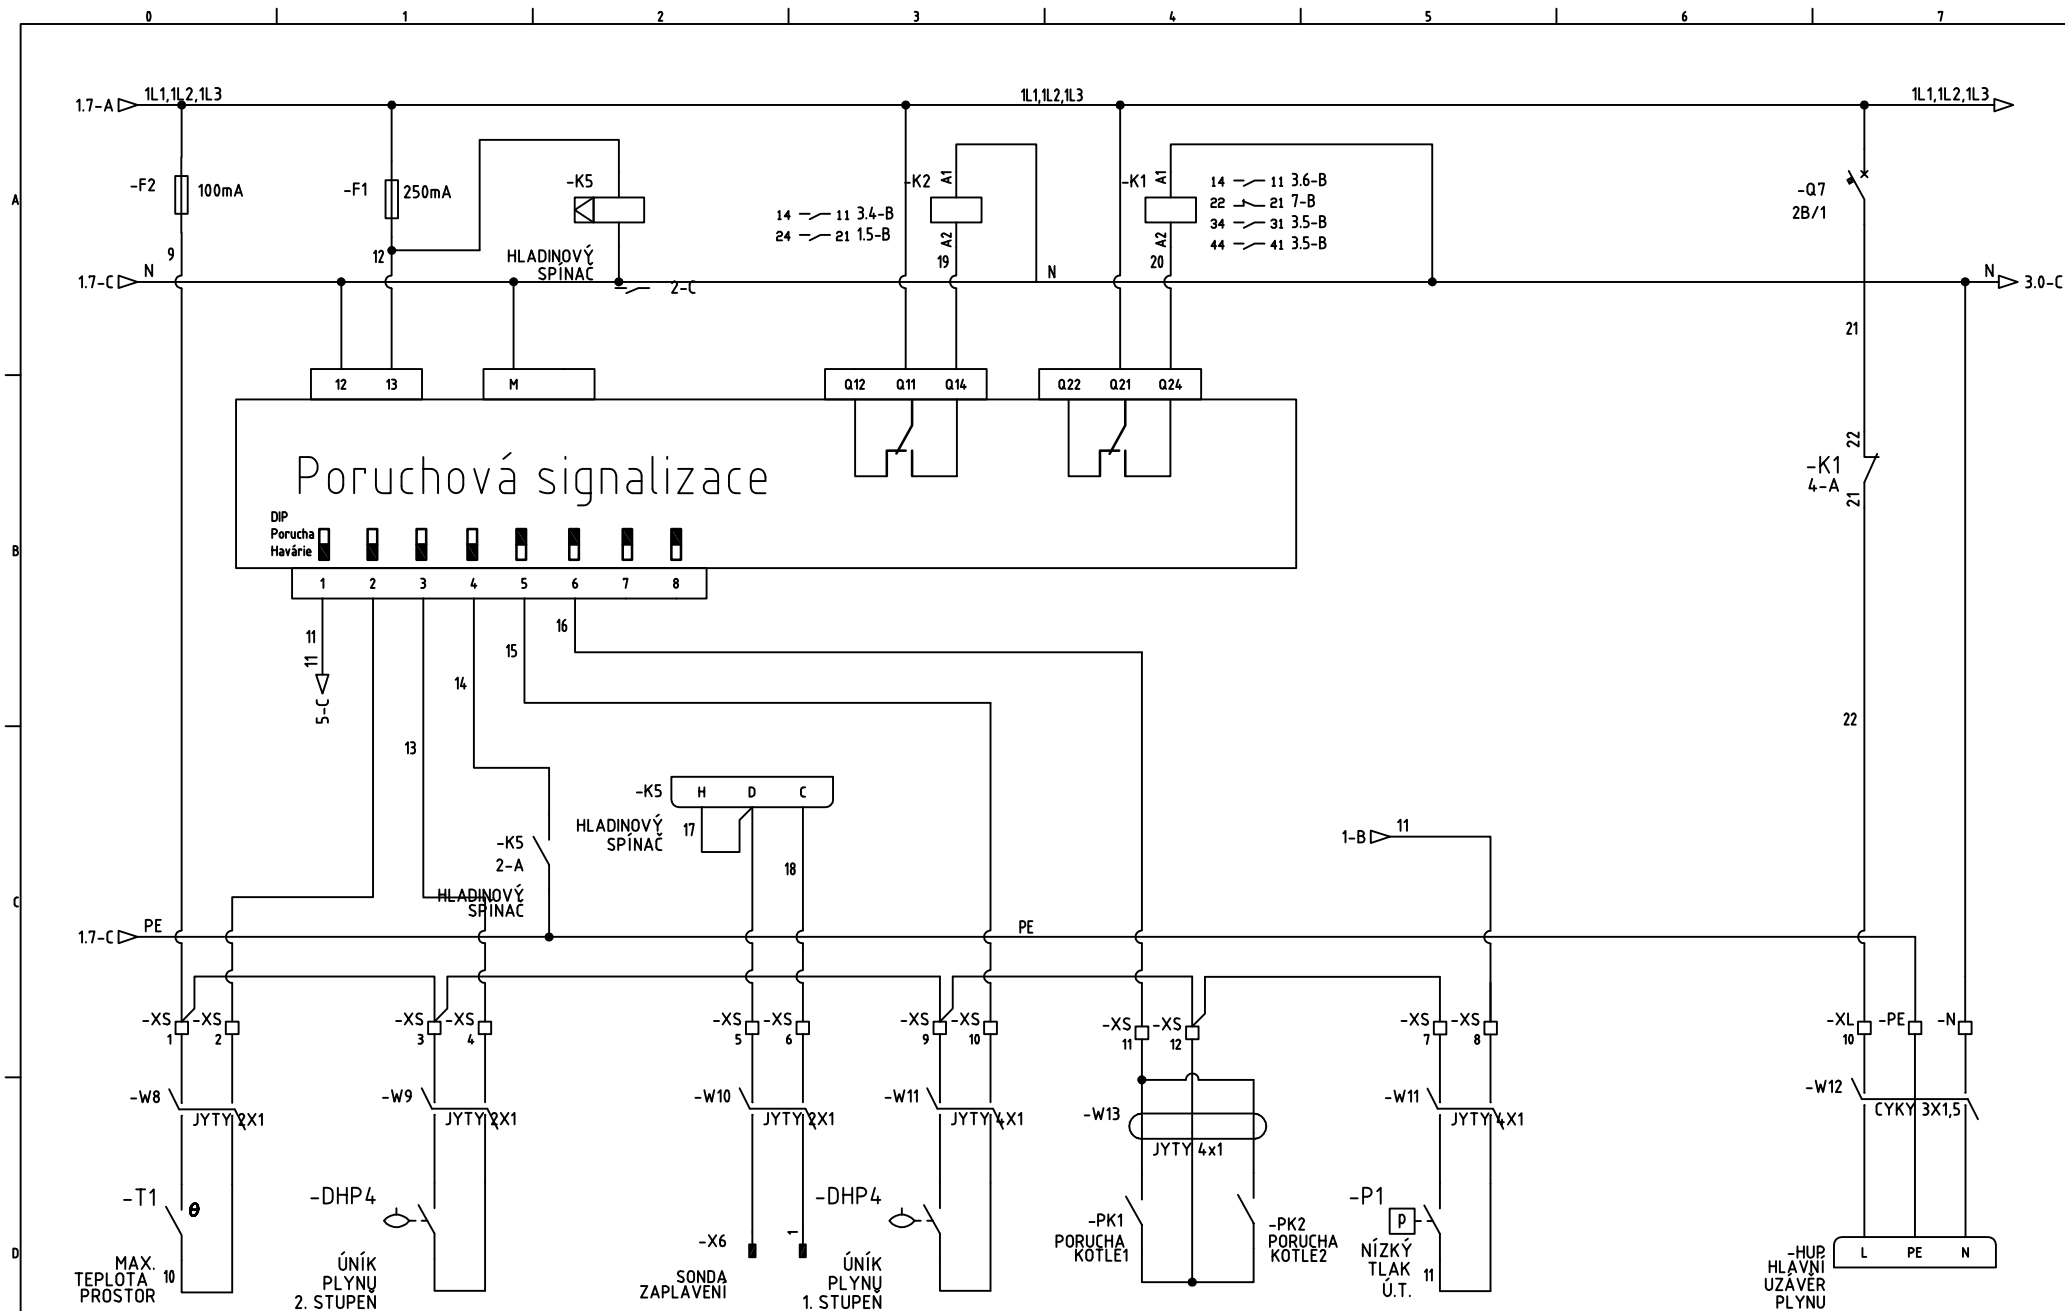 0 1 2 3 4 5 6 7
1.7-A 1L1,1L2,1L3 1L1,1L2,1L3 1L1,1L2,1L3
A
-F2 100mA
-F1 250mA
-K5
HLADINOVÝ
SPÍNAČ
2-C
14 11 3.4-B
24 21 1.5-B
-K2 A1
A2
19
-K1 A1
A2
20
14 11 3.6-B
22 21 7-B
34 31 3.5-B
44 41 3.5-B
-Q7
2B/1
9
12
1.7-C N N N 3.0-C
21
12 13 M Q12 Q11 Q14 Q22 Q21 Q24
Poruchová signalizace
DIP
Porucha
Havárie
B
1 2 3 4 5 6 7 8
22
-K1
4-A
21
11
11
5-C
16
15
14
13
22
-K5 H D C
HLADINOVÝ
SPÍNAČ
17
18
-K5
2-A
HLADINOVÝ
SPÍNAČ
1-B 11
C
1.7-C PE PE
-XS 1 -XS 2 -XS 3 -XS 4 -XS 5 -XS 6 -XS 9 -XS 10 -XS 11 -XS 12 -XS 7 -XS 8 -XL 10 -PE -N
-W8 JYTY 2X1
-W9 JYTY 2X1
-W10 JYTY 2X1
-W11 JYTY 4X1
-W13 JYTY 4x1
-W11 JYTY 4X1
-W12 CYKY 3X1,5
D
-T1 θ
MAX.
TEPLOTA
PROSTOR
10
-DHP4
ÚNÍK
PLYNU
2. STUPEŇ
-X6 1
SONDA
ZAPLAVENÍ
-DHP4
ÚNÍK
PLYNU
1. STUPEŇ
-PK1
PORUCHA
KOTLE1
-PK2
PORUCHA
KOTLE2
-P1
P
NÍZKÝ
TLAK
Ú.T.
11
-HUP L PE N
HLAVNÍ
UZÁVĚR
PLYNU